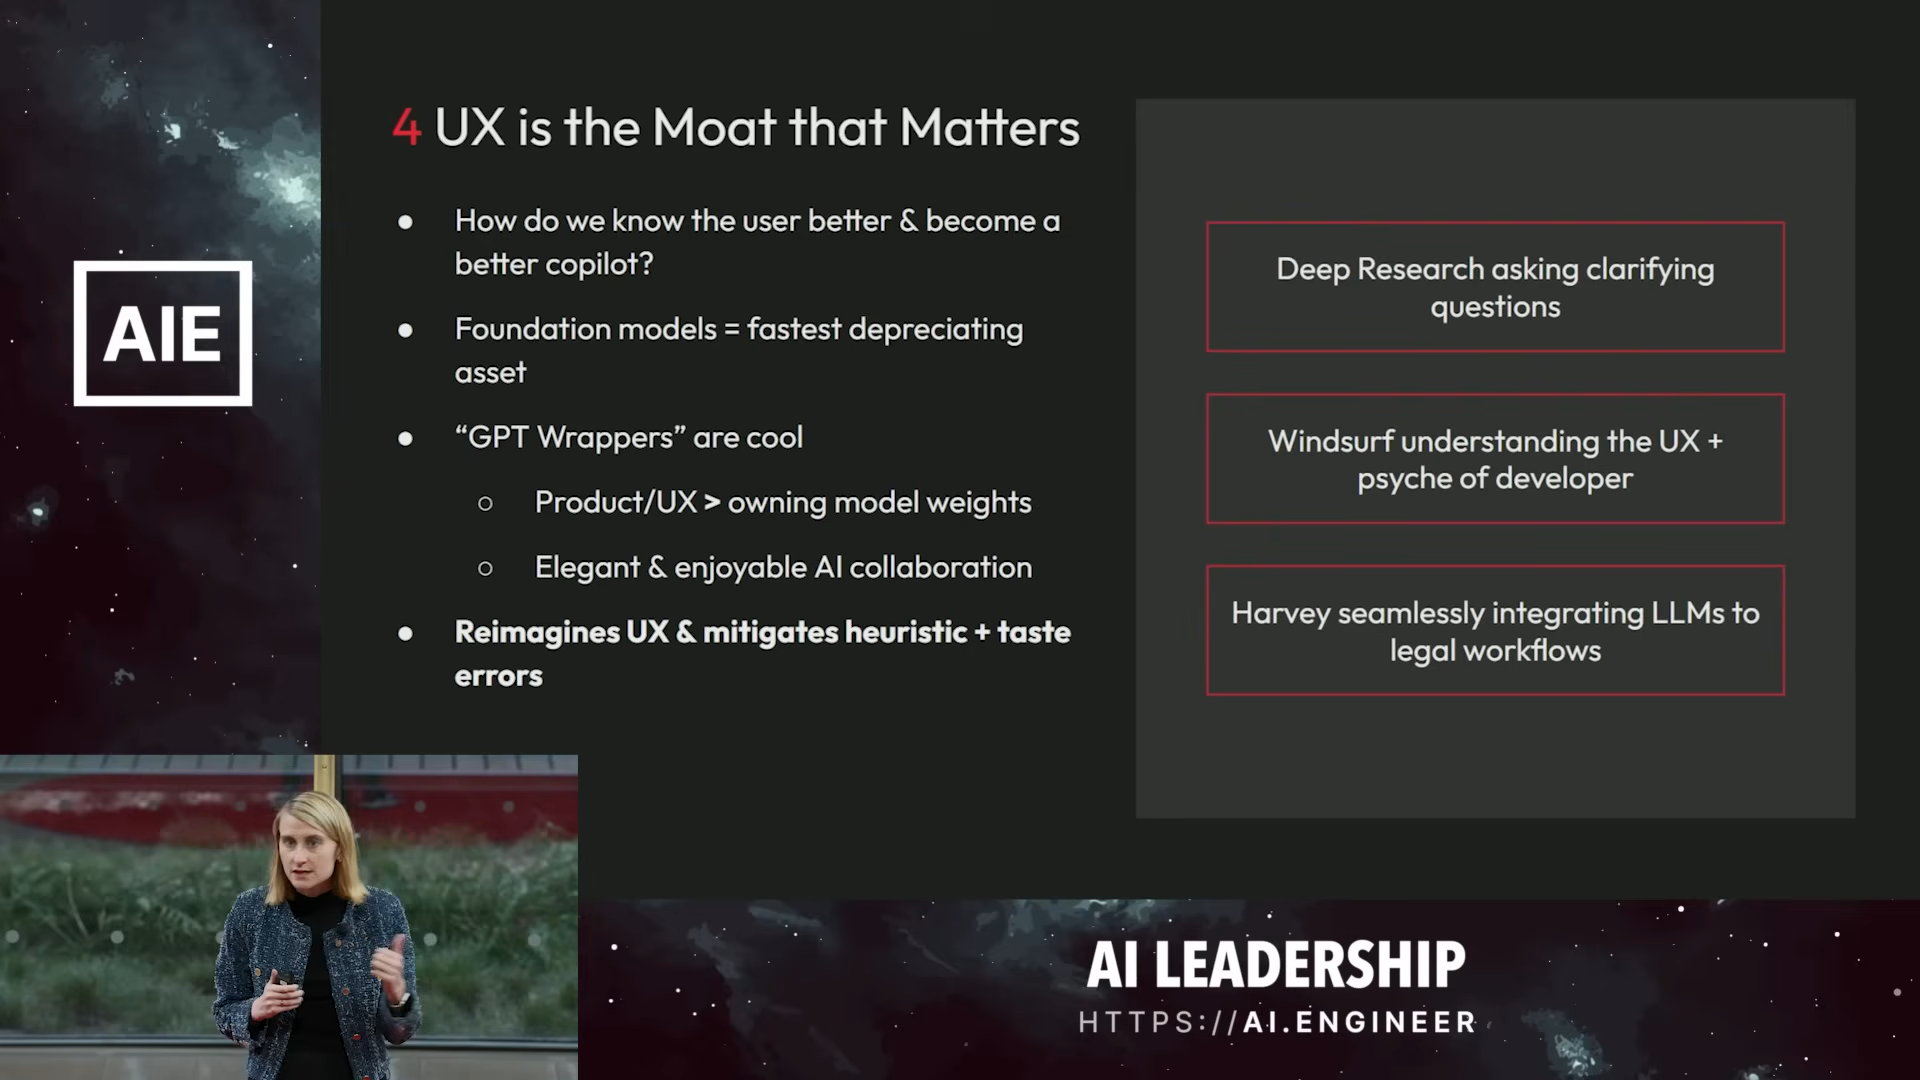 AIE
4 UX is the Moat that Matters
● How do we know the user better & become a
better copilot?
● Foundation models = fastest depreciating
asset
● “GPT Wrappers” are cool
○ Product/UX > owning model weights
○ Elegant & enjoyable AI collaboration
● Reimagines UX & mitigates heuristic + taste
errors
Deep Research asking clarifying
questions
Windsurf understanding the UX +
psyche of developer
Harvey seamlessly integrating LLMs to
legal workflows
AI LEADERSHIP
HTTPS://AI.ENGINEER